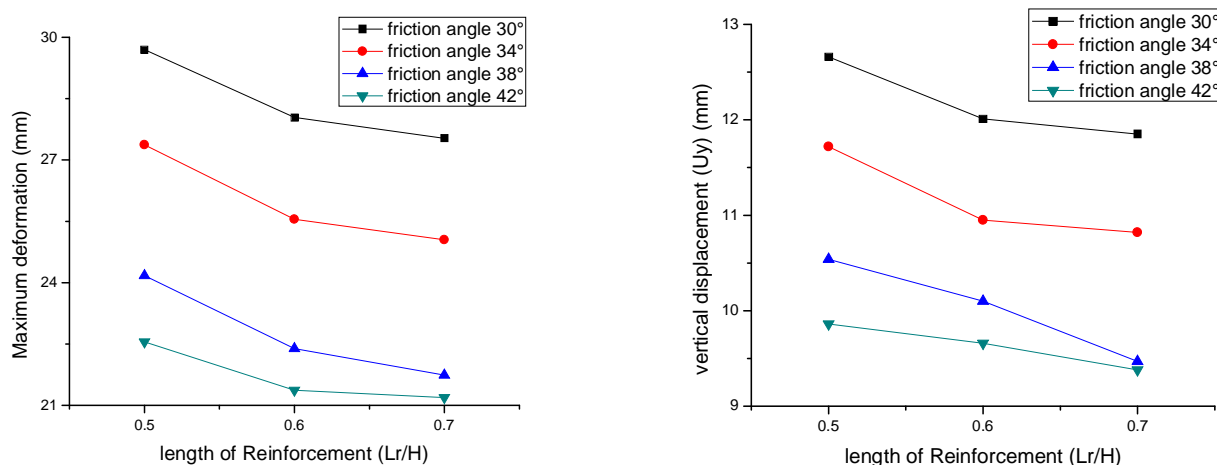 friction angle 30°
friction angle 34°
friction angle 38°
friction angle 42°
30
27
24
21
Maximum deformation (mm)
0.5 0.6 0.7
length of Reinforcement (Lr/H)
friction angle 30°
friction angle 34°
friction angle 38°
friction angle 42°
13
12
11
10
9
vertical displacement (Uy) (mm)
0.5 0.6 0.7
length of Reinforcement (Lr/H)